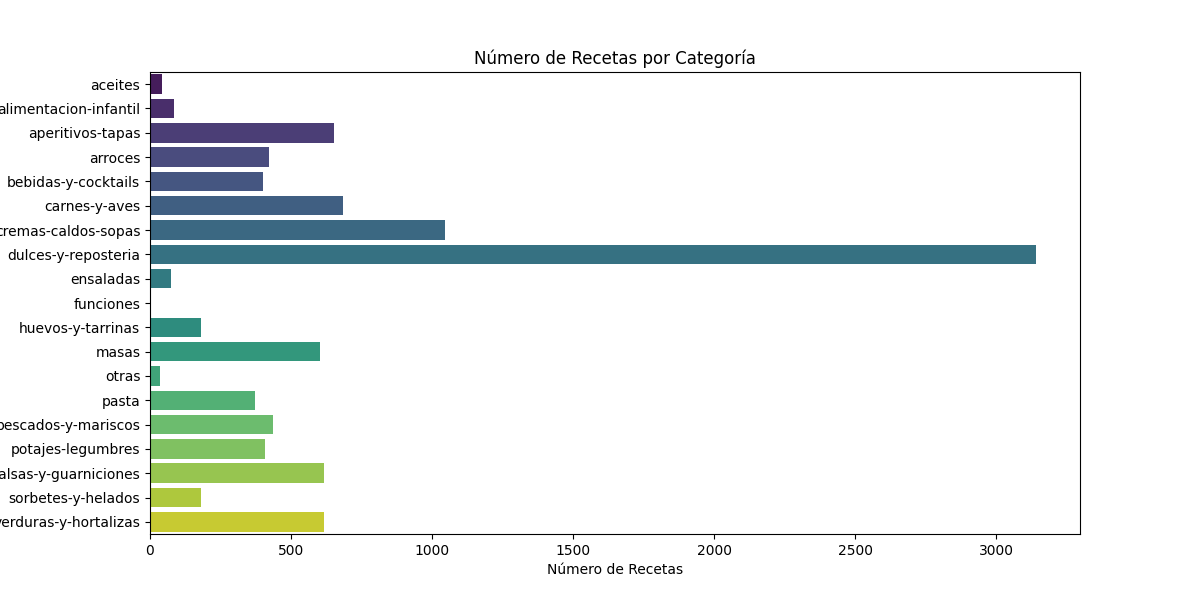 Número de Recetas por Categoría
aceites
alimentacion-infantil
aperitivos-tapas
arroces
bebidas-y-cocktails
carnes-y-aves
cremas-caldos-sopas
dulces-y-reposteria
ensaladas
funciones
huevos-y-tarrinas
masas
otras
pasta
pescados-y-mariscos
potajes-legumbres
alsas-y-guarniciones
sorbetes-y-helados
verduras-y-hortalizas
0 500 1000 1500 2000 2500 3000
Número de Recetas